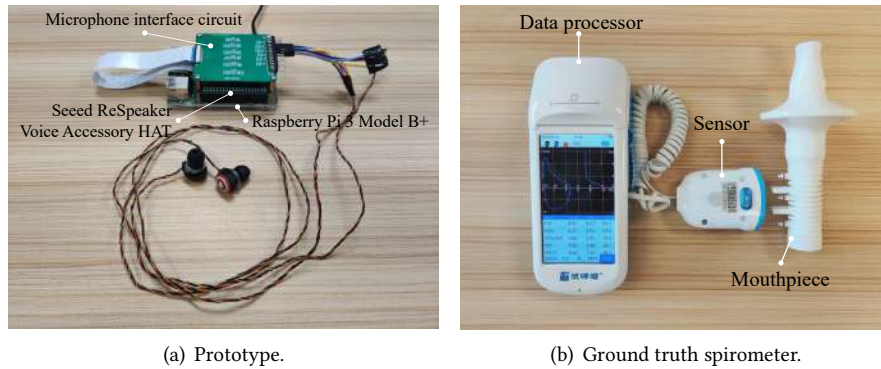 Microphone interface circuit
Seeed ReSpeaker
Voice Accessory HAT
Raspberry Pi 3 Model B+
(a) Prototype.
Data processor
Sensor
Mouthpiece
(b) Ground truth spirometer.